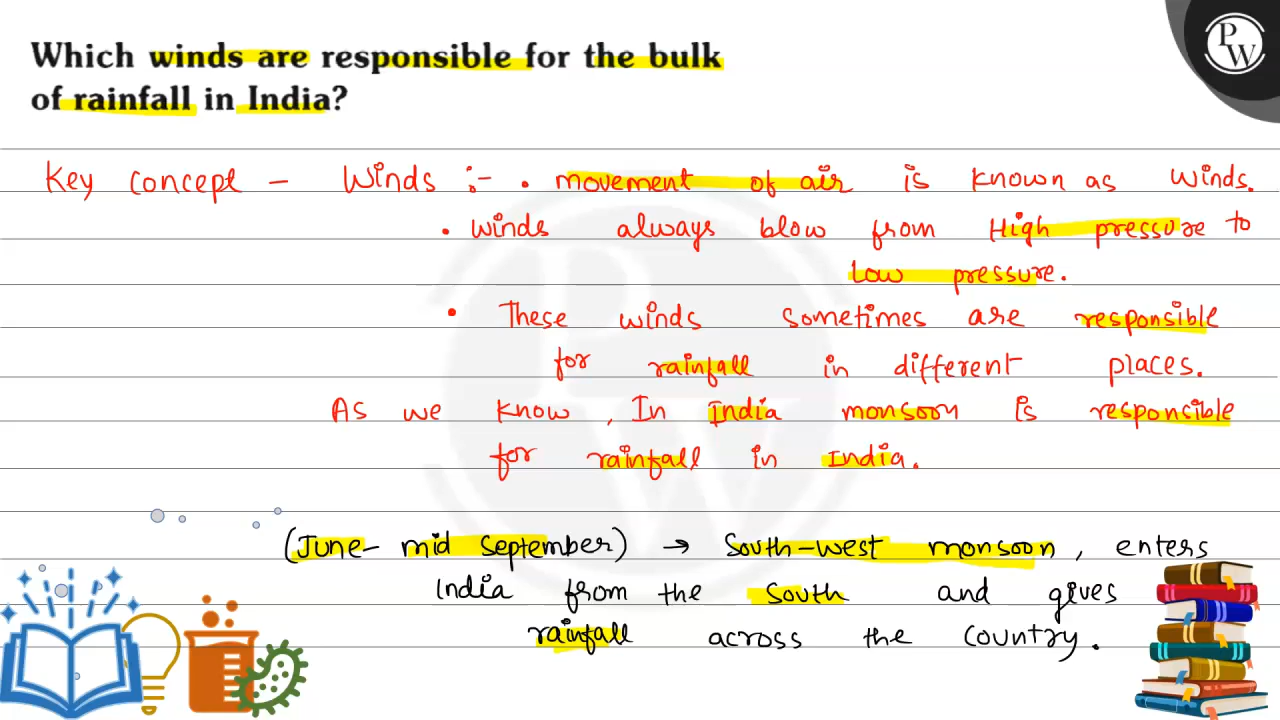 Which winds are responsible for the bulk
of rainfall in India?
PW
Key concept - Winds :- • movement of air is known as winds.
• winds always blow from High pressure to
low pressure.
• These winds sometimes are responsible
for rainfall in different places.
As we know, In India monsoon is responsible
for rainfall in India.
(June- mid september) → South-west monsoon, enters
India from the south and gives
rainfall across the country.